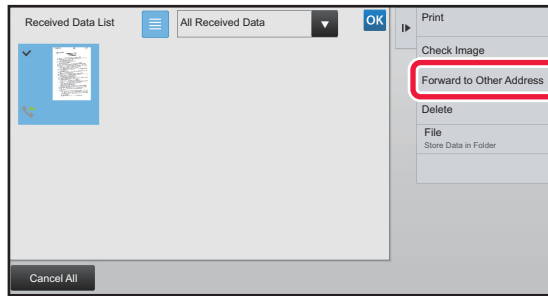 Received Data List
All Received Data
OK
Print
Check Image
Forward to Other Address
Delete
File
Store Data in Folder
Cancel All